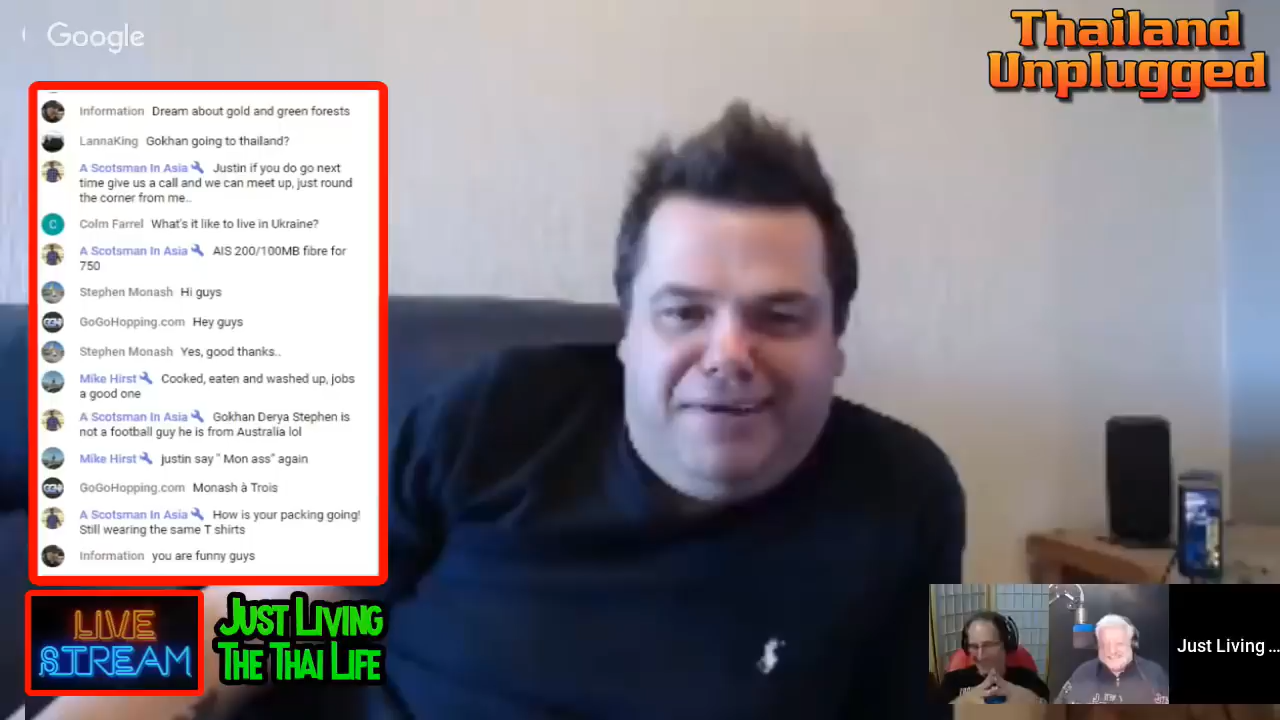 Google
Thailand
Unplugged
Information Dream about gold and green forests
LannaKing Gokhan going to thailand?
A Scotsman In Asia Justin if you do go next
time give us a call and we can meet up, just round
the corner from me..
C Colm Farrel What's it like to live in Ukraine?
A Scotsman In Asia AIS 200/100MB fibre for
750
Stephen Monash Hi guys
GoGoHopping.com Hey guys
Stephen Monash Yes, good thanks..
Mike Hirst Cooked, eaten and washed up, jobs
a good one
A Scotsman In Asia Gokhan Derya Stephen is
not a football guy he is from Australia lol
Mike Hirst justin say " Mon ass" again
GoGoHopping.com Monash à Trois
A Scotsman In Asia How is your packing going!
Still wearing the same T shirts
Information you are funny guys
LIVE
STREAM
JUST LIVING
THE THAI LIFE
Just Living ...